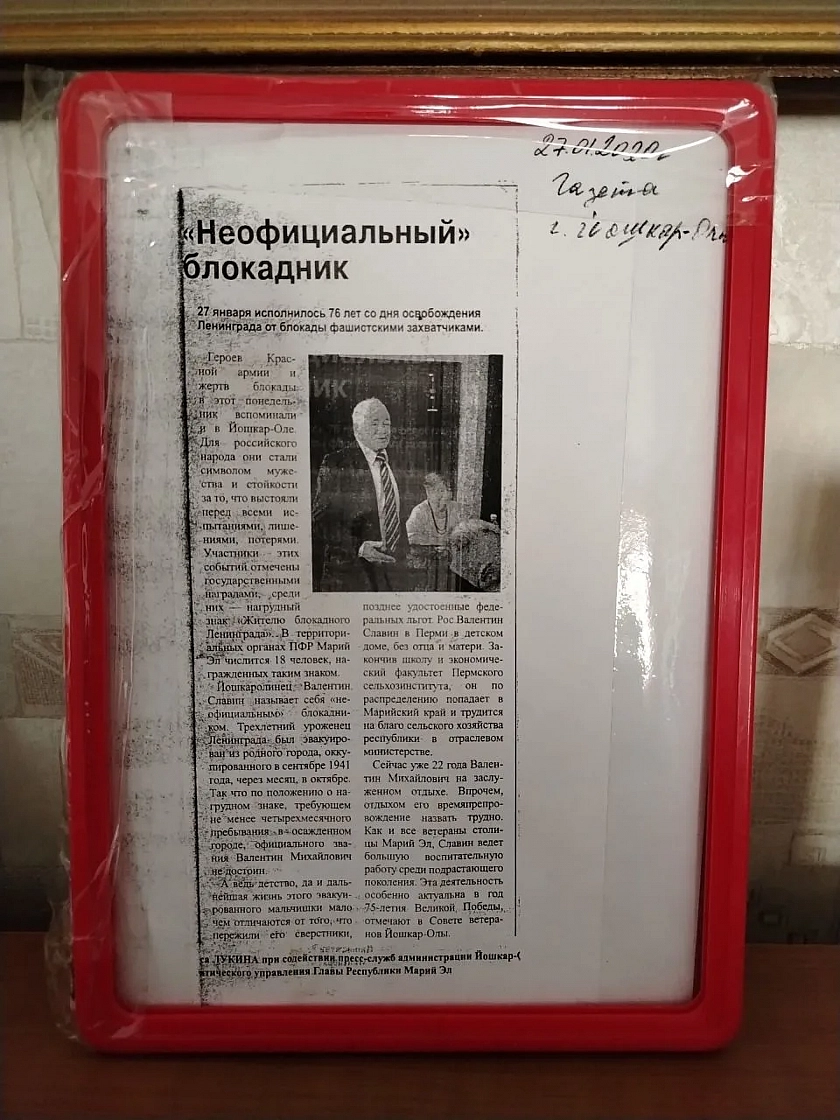 27.01.2020г
Газета
г. Йошкар-Ола
«Неофициальный»
блокадник
27 января исполнилось 76 лет со дня освобождения
Ленинграда от блокады фашистскими захватчиками.
Героев Крас-
ной армии и
жертв блокады
в этот понедель-
ник вспоминали
и в Йошкар-Оле.
Для российского
народа они стали
символом муже-
ства и стойкости
за то, что выстояли
перед всеми ис-
пытаниями, лише-
ниями, потерями.
Участники этих
событий отмечены
государственными
наградами, среди
них — нагрудный
знак «Жителю блокадного
Ленинграда». В территори-
альных органах ПФР Марий
Эл числится 18 человек, на-
гражденных таким знаком.
Йошкаролинец Валентин
Славин называет себя «не-
официальным» блокадни-
ком. Трехлетний уроженец
Ленинграда был эвакуиро-
ван из родного города, окку-
пированного в сентябре 1941
года, через месяц, в октябре.
Так что по положению о на-
грудном знаке, требующем
не менее четырехмесячного
пребывания в осажденном
городе, официального зва-
ния Валентин Михайлович
не достоин.
А ведь детство, да и даль-
нейшая жизнь этого эвакуи-
рованного мальчишки мало
чем отличаются от того, что
пережили его сверстники,
позднее удостоенные феде-
ральных льгот. Рос Валентин
Славин в Перми в детском
доме, без отца и матери. За-
кончив школу и экономиче-
ский факультет Пермского
сельхозинститута, он по
распределению попадает в
Марийский край и трудится
на благо сельского хозяйства
республики в отраслевом
министерстве.
Сейчас уже 22 года Вален-
тин Михайлович на заслу-
женном отдыхе. Впрочем,
отдыхом его времяпрепро-
вождение назвать трудно.
Как и все ветераны столи-
цы Марий Эл, Славин ведет
большую воспитательную
работу среди подрастающего
поколения. Эта деятельность
особенно актуальна в год
75-летия Великой Победы,
отмечают в Совете ветера-
нов Йошкар-Олы.
са ЛУКИНА при содействии пресс-служб администрации Йошкар-(
тического управления Главы Республики Марий Эл